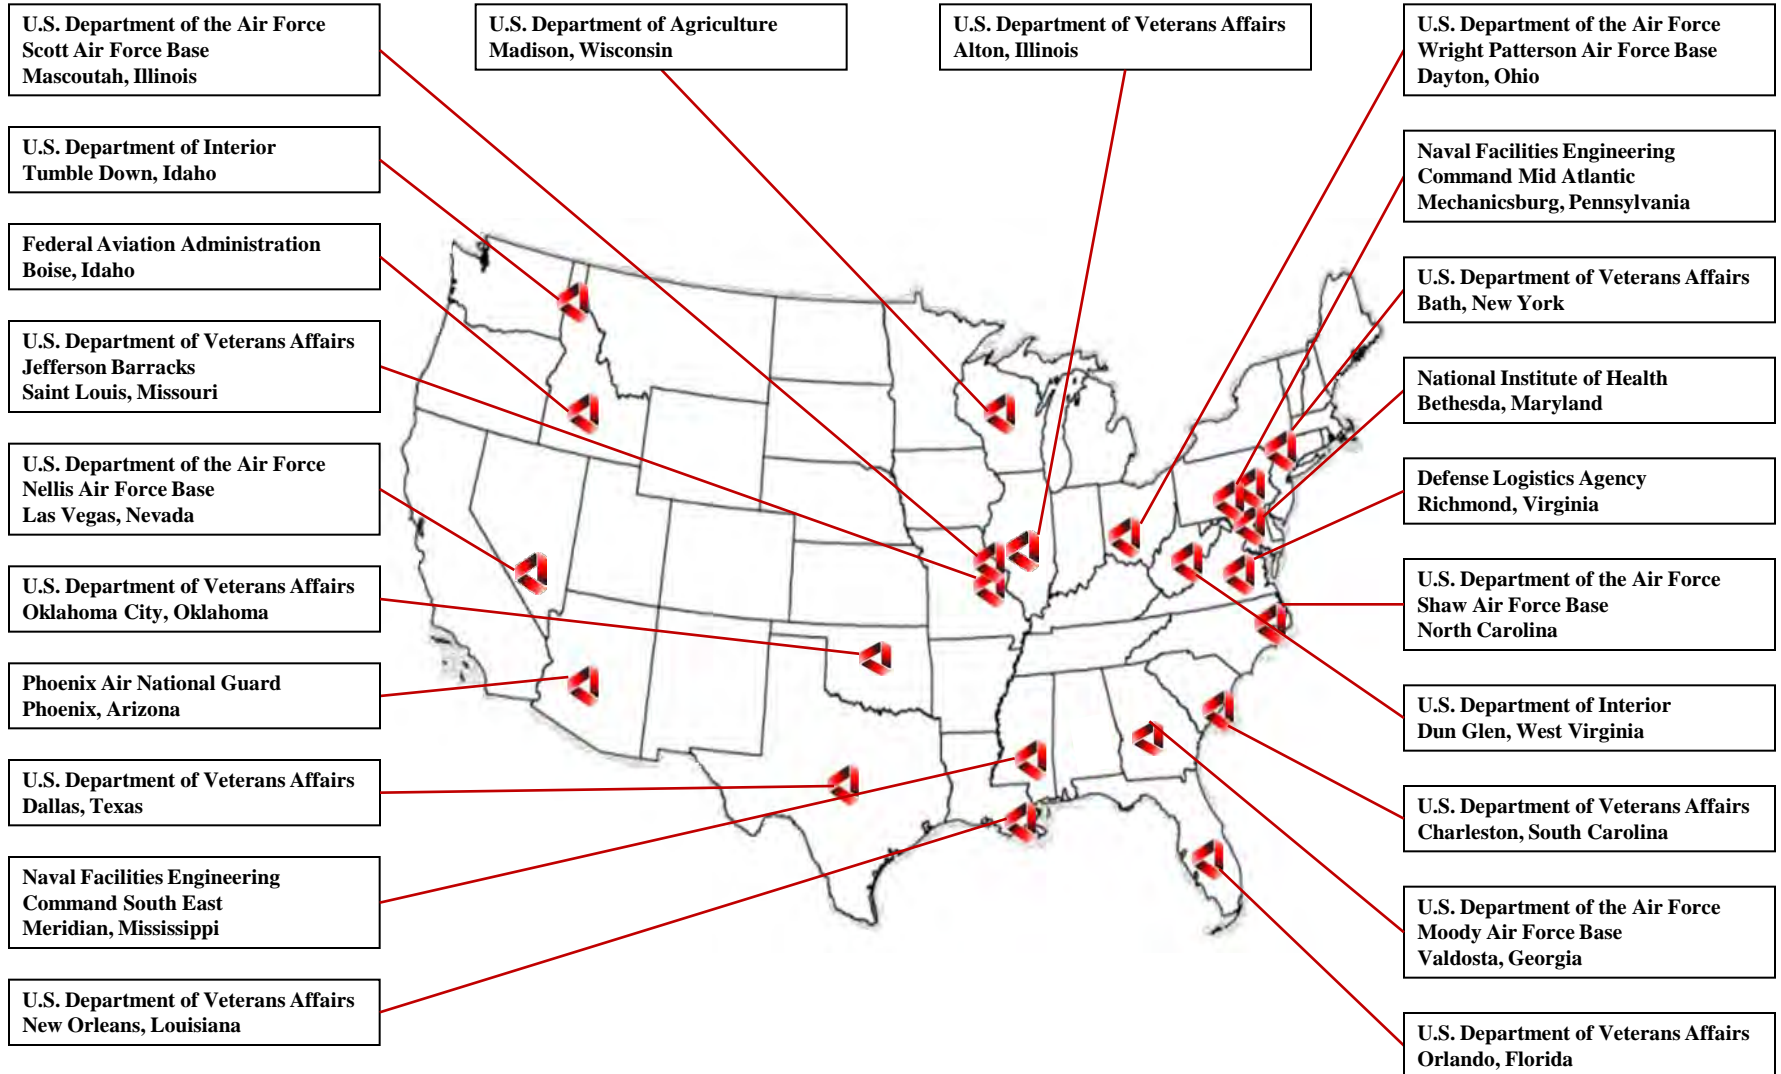 U.S. Department of the Air Force
Scott Air Force Base
Mascoutah, Illinois
U.S. Department of Agriculture
Madison, Wisconsin
U.S. Department of Veterans Affairs
Alton, Illinois
U.S. Department of the Air Force
Wright Patterson Air Force Base
Dayton, Ohio
U.S. Department of Interior
Tumble Down, Idaho
Federal Aviation Administration
Boise, Idaho
U.S. Department of Veterans Affairs
Jefferson Barracks
Saint Louis, Missouri
U.S. Department of the Air Force
Nellis Air Force Base
Las Vegas, Nevada
U.S. Department of Veterans Affairs
Oklahoma City, Oklahoma
Phoenix Air National Guard
Phoenix, Arizona
U.S. Department of Veterans Affairs
Dallas, Texas
Naval Facilities Engineering
Command South East
Meridian, Mississippi
U.S. Department of Veterans Affairs
New Orleans, Louisiana
Naval Facilities Engineering
Command Mid Atlantic
Mechanicsburg, Pennsylvania
U.S. Department of Veterans Affairs
Bath, New York
National Institute of Health
Bethesda, Maryland
Defense Logistics Agency
Richmond, Virginia
U.S. Department of the Air Force
Shaw Air Force Base
North Carolina
U.S. Department of Interior
Dun Glen, West Virginia
U.S. Department of Veterans Affairs
Charleston, South Carolina
U.S. Department of the Air Force
Moody Air Force Base
Valdosta, Georgia
U.S. Department of Veterans Affairs
Orlando, Florida